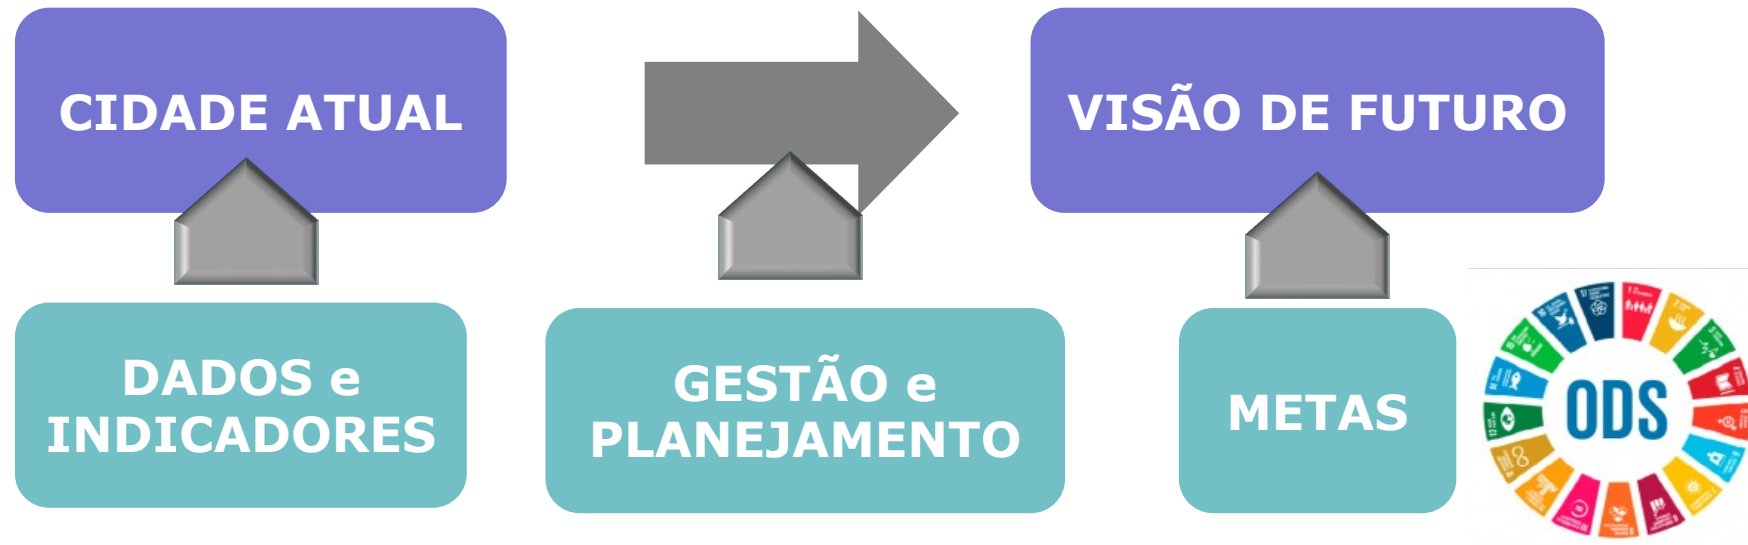 CIDADE ATUAL
VISÃO DE FUTURO
DADOS e
INDICADORES
GESTÃO e
PLANEJAMENTO
METAS
ODS